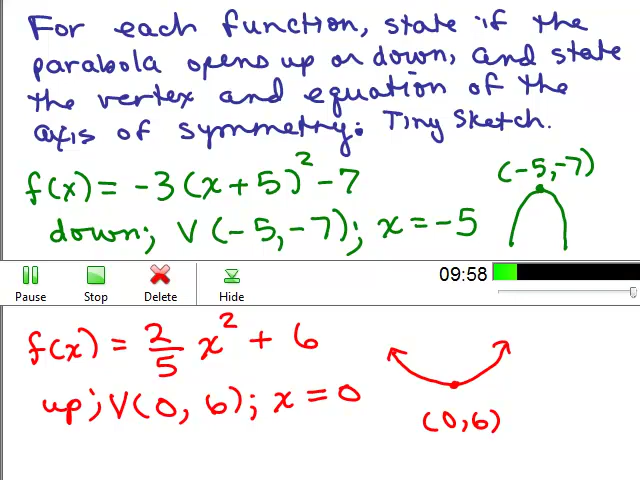 For each function, state if the
parabola opens up or down, and state
the vertex and equation of the
axis of symmetry. Tiny Sketch.
f(x) = -3(x+5)² - 7
(-5,-7)
down; V(-5,-7); x = -5
09:58
Pause Stop Delete Hide
f(x) = 2/5 x² + 6
up; V(0, 6); x = 0
(0,6)